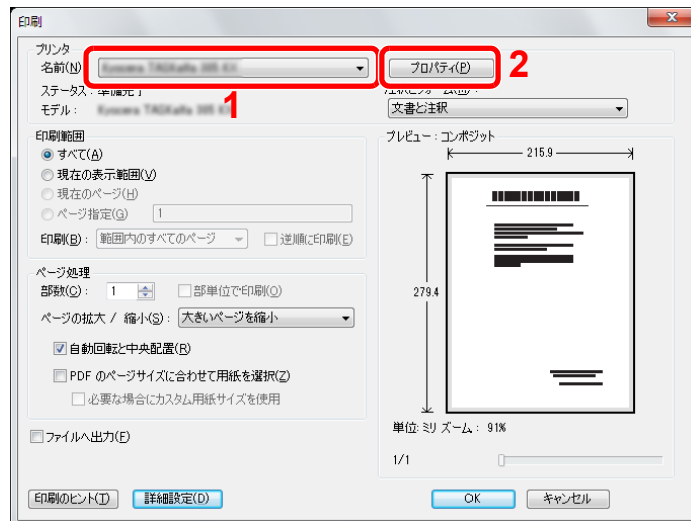 印刷
プリンタ
名前(N)
プロパティ(P)
2
ステータス: 準備完了
1
モデル:
文書と注釈
印刷範囲
すべて(A)
現在の表示範囲(V)
現在のページ(H)
ページ指定(G) 1
印刷(B): 範囲内のすべてのページ 逆順に印刷(E)
プレビュー: コンポジット
215.9
279.4
ページ処理
部数(C): 1 部単位で印刷(O)
ページの拡大 / 縮小(S): 大きいページを縮小
自動回転と中央配置(R)
PDF のページサイズに合わせて用紙を選択(Z)
必要な場合にカスタム用紙サイズを使用
ファイルへ出力(F)
単位: ミリ ズーム: 91%
1/1
印刷のヒント(T) 詳細設定(D) OK キャンセル